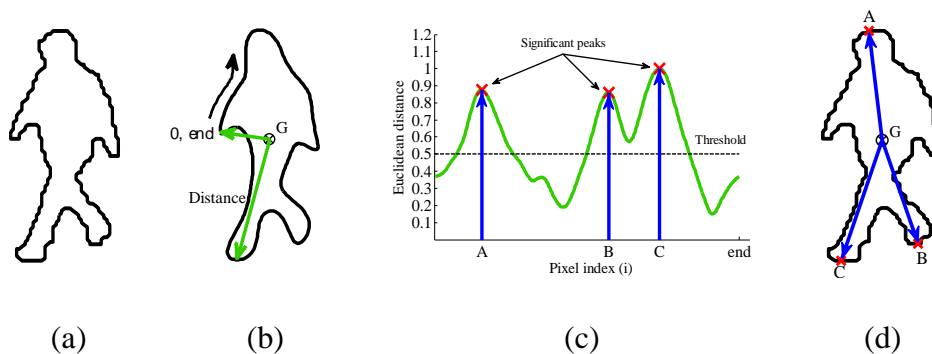 G
0, end
Distance
(a)
(b)
1.2
1.1
1
0.9
0.8
0.7
0.6
0.5
0.4
0.3
0.2
0.1
Euclidean distance
Significant peaks
Threshold
A
B
C
end
Pixel index (i)
(c)
A
G
B
C
(d)